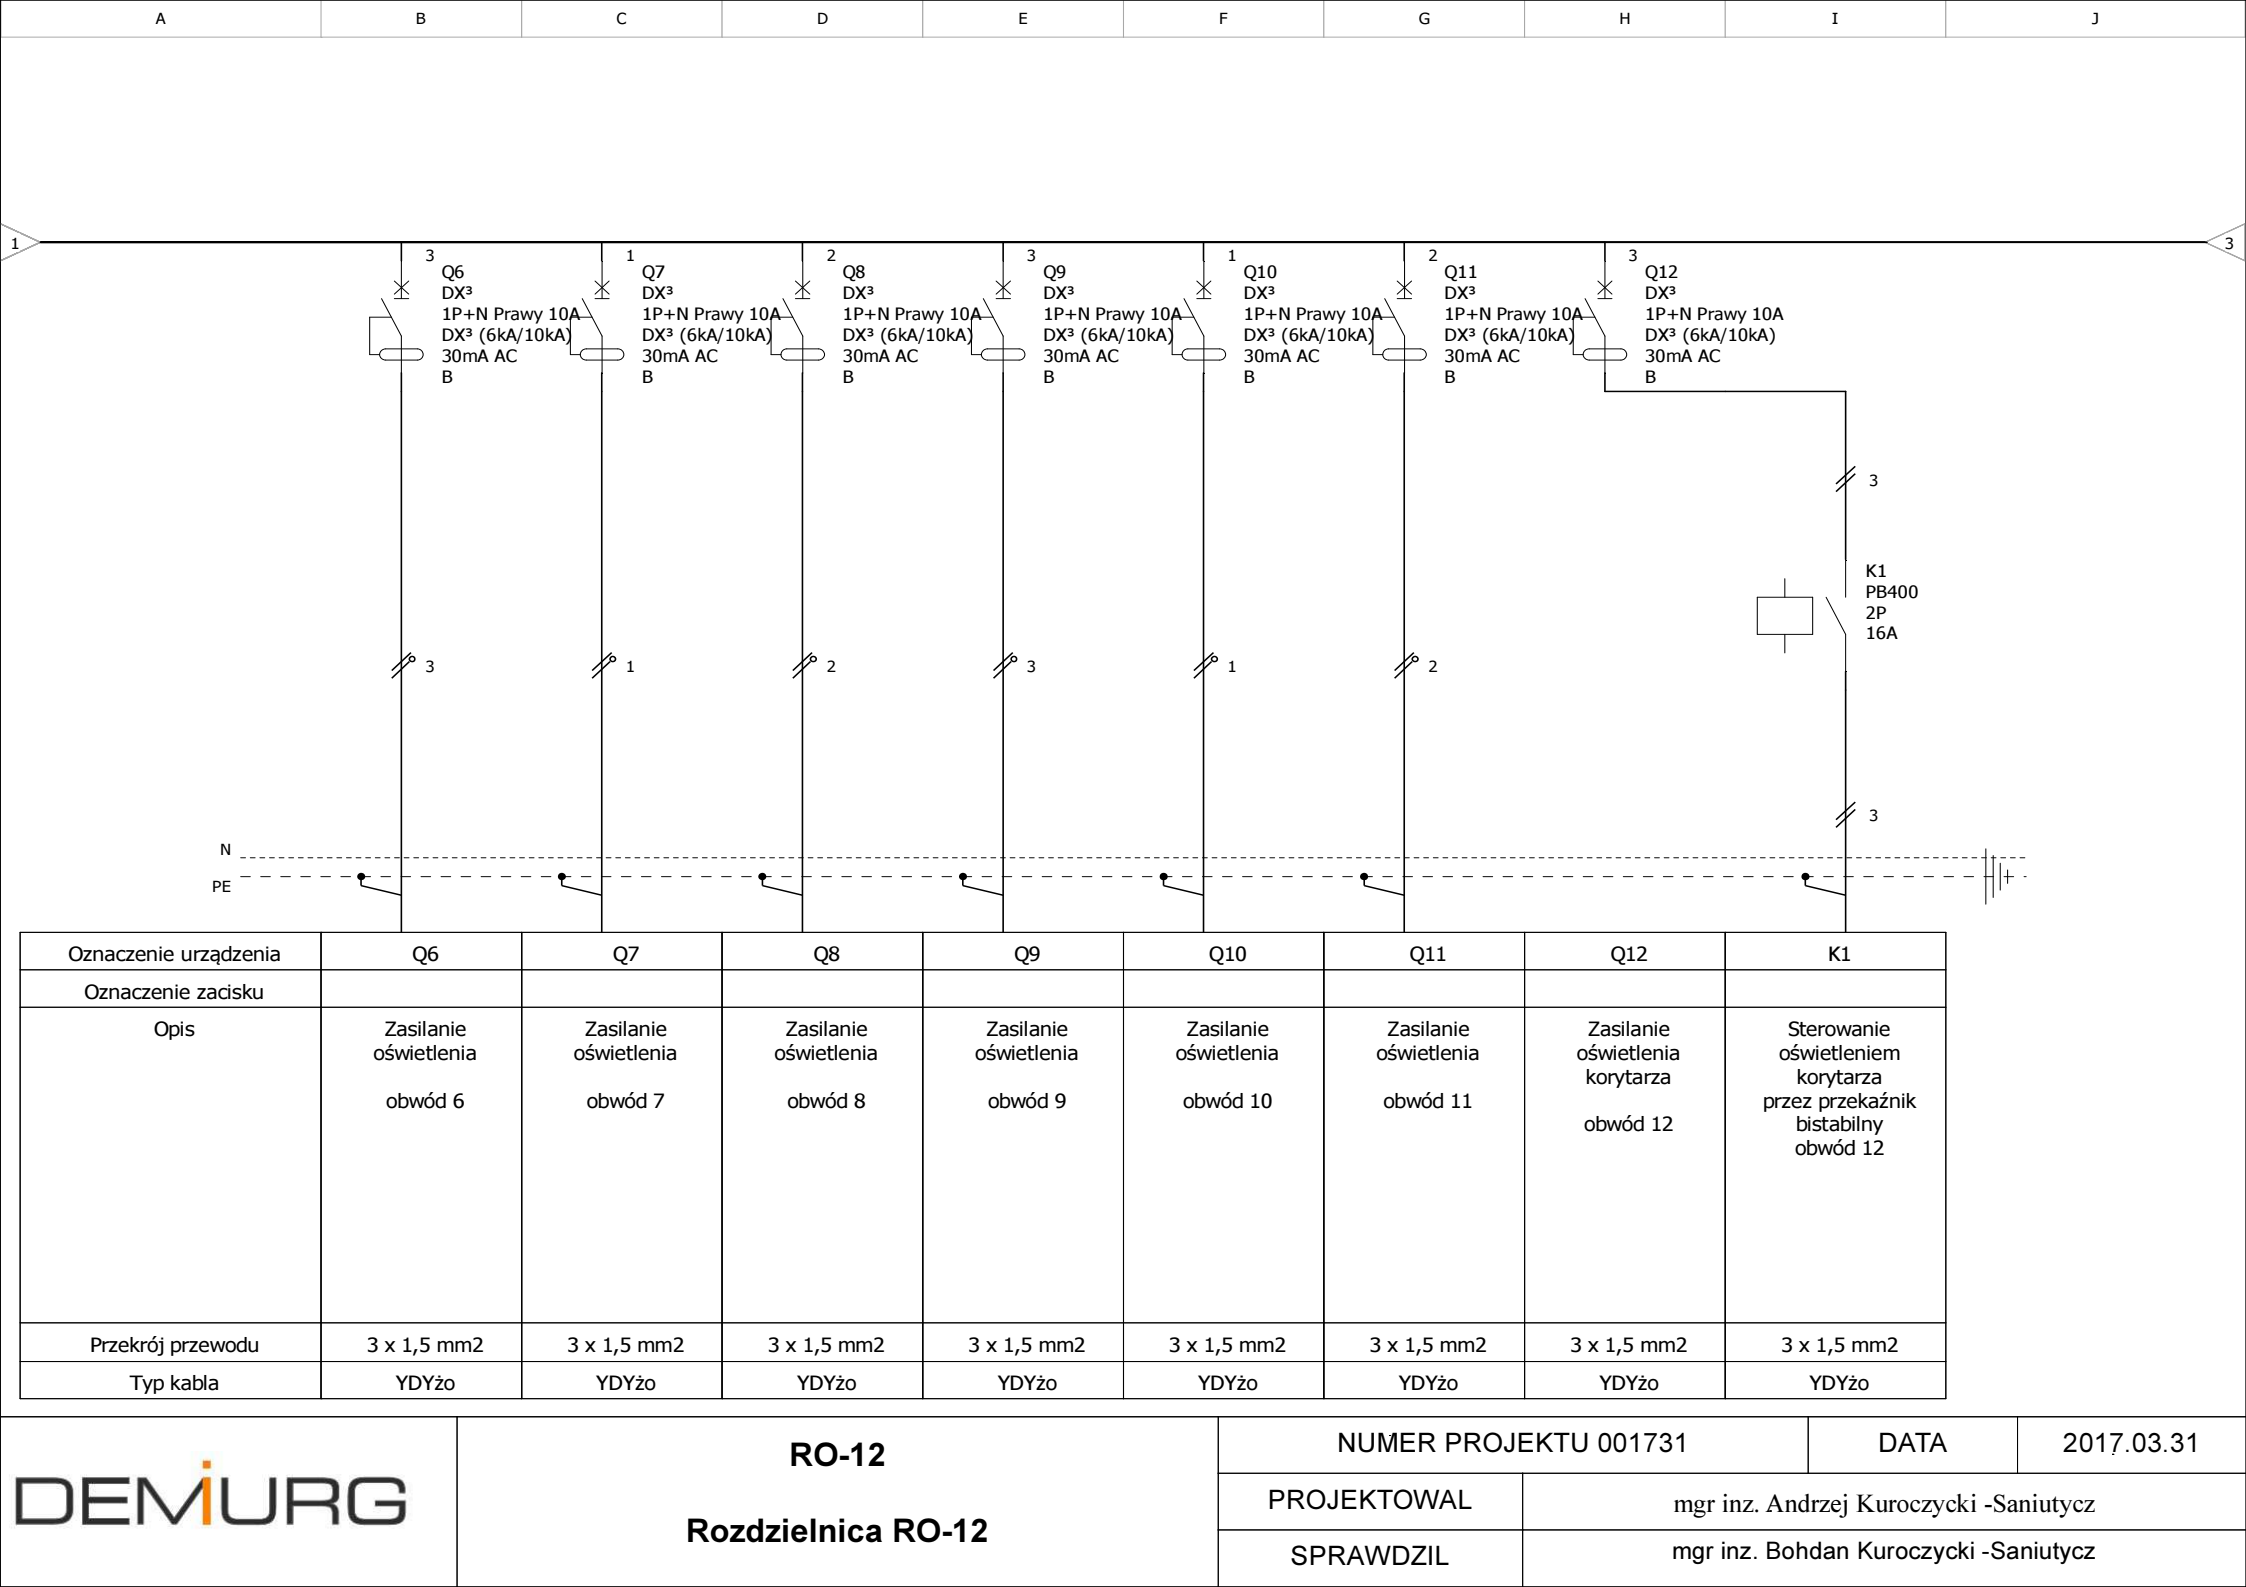 A B C D E F G H I J
1 3
3 1 2 3 1 2 3
Q6 Q7 Q8 Q9 Q10 Q11 Q12
DX³ DX³ DX³ DX³ DX³ DX³ DX³
1P+N Prawy 10A 1P+N Prawy 10A 1P+N Prawy 10A 1P+N Prawy 10A 1P+N Prawy 10A 1P+N Prawy 10A 1P+N Prawy 10A
DX³ (6kA/10kA) DX³ (6kA/10kA) DX³ (6kA/10kA) DX³ (6kA/10kA) DX³ (6kA/10kA) DX³ (6kA/10kA) DX³ (6kA/10kA)
30mA AC 30mA AC 30mA AC 30mA AC 30mA AC 30mA AC 30mA AC
B B B B B B B
3
K1
PB400
2P
16A
3 1 2 3 1 2
3
N
PE
Oznaczenie urządzenia Q6 Q7 Q8 Q9 Q10 Q11 Q12 K1
Oznaczenie zacisku
Opis
Zasilanie
oświetlenia
obwód 6
Zasilanie
oświetlenia
obwód 7
Zasilanie
oświetlenia
obwód 8
Zasilanie
oświetlenia
obwód 9
Zasilanie
oświetlenia
obwód 10
Zasilanie
oświetlenia
obwód 11
Zasilanie
oświetlenia
korytarza
obwód 12
Sterowanie
oświetleniem
korytarza
przez przekaźnik
bistabilny
obwód 12
Przekrój przewodu 3 x 1,5 mm2 3 x 1,5 mm2 3 x 1,5 mm2 3 x 1,5 mm2 3 x 1,5 mm2 3 x 1,5 mm2 3 x 1,5 mm2 3 x 1,5 mm2
Typ kabla YDYżo YDYżo YDYżo YDYżo YDYżo YDYżo YDYżo YDYżo
DEMiURG
RO-12
Rozdzielnica RO-12
NUMER PROJEKTU 001731 DATA 2017.03.31
PROJEKTOWAL mgr inz. Andrzej Kuroczycki -Saniutycz
SPRAWDZIL mgr inz. Bohdan Kuroczycki -Saniutycz